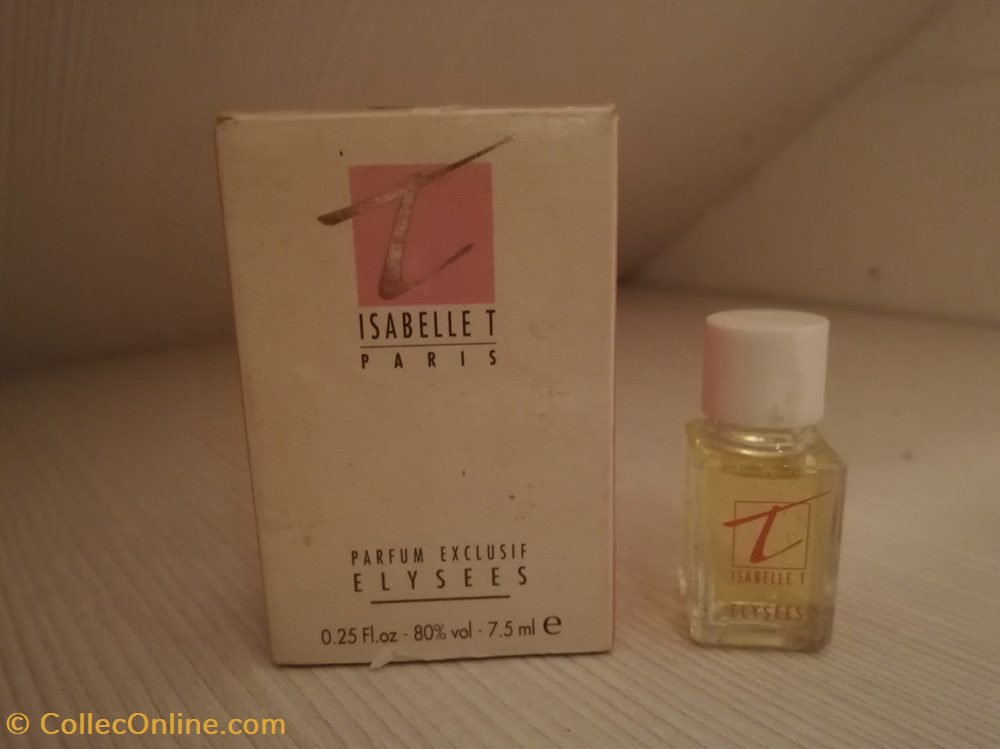 T
ISABELLE T
PARIS
PARFUM EXCLUSIF
ELYSEES
0.25 Fl.oz - 80% vol - 7.5 ml e
T
ISABELLE T
ELYSEES
© CollecOnline.com